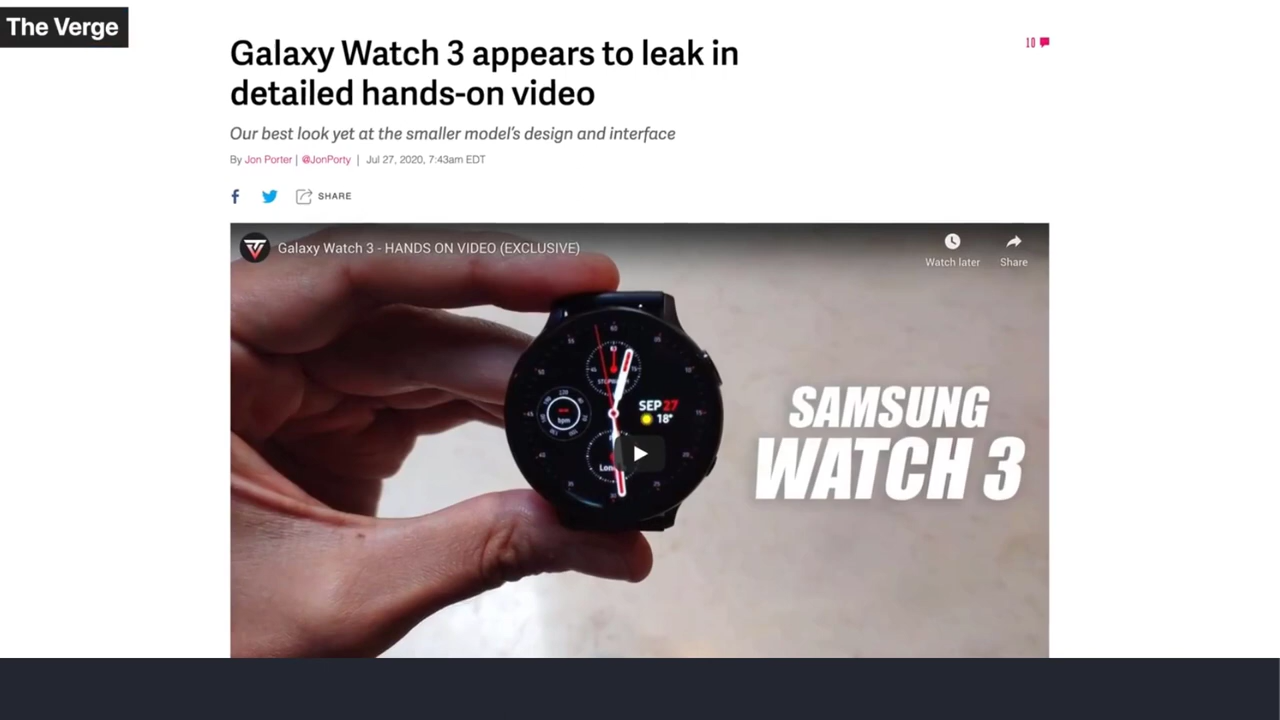 The Verge
Galaxy Watch 3 appears to leak in
detailed hands-on video
10
Our best look yet at the smaller model's design and interface
By Jon Porter | @JonPorty | Jul 27, 2020, 7:43am EDT
SHARE
Galaxy Watch 3 - HANDS ON VIDEO (EXCLUSIVE)
Watch later
Share
60
SEP 27
18°
bpm
SAMSUNG
WATCH 3